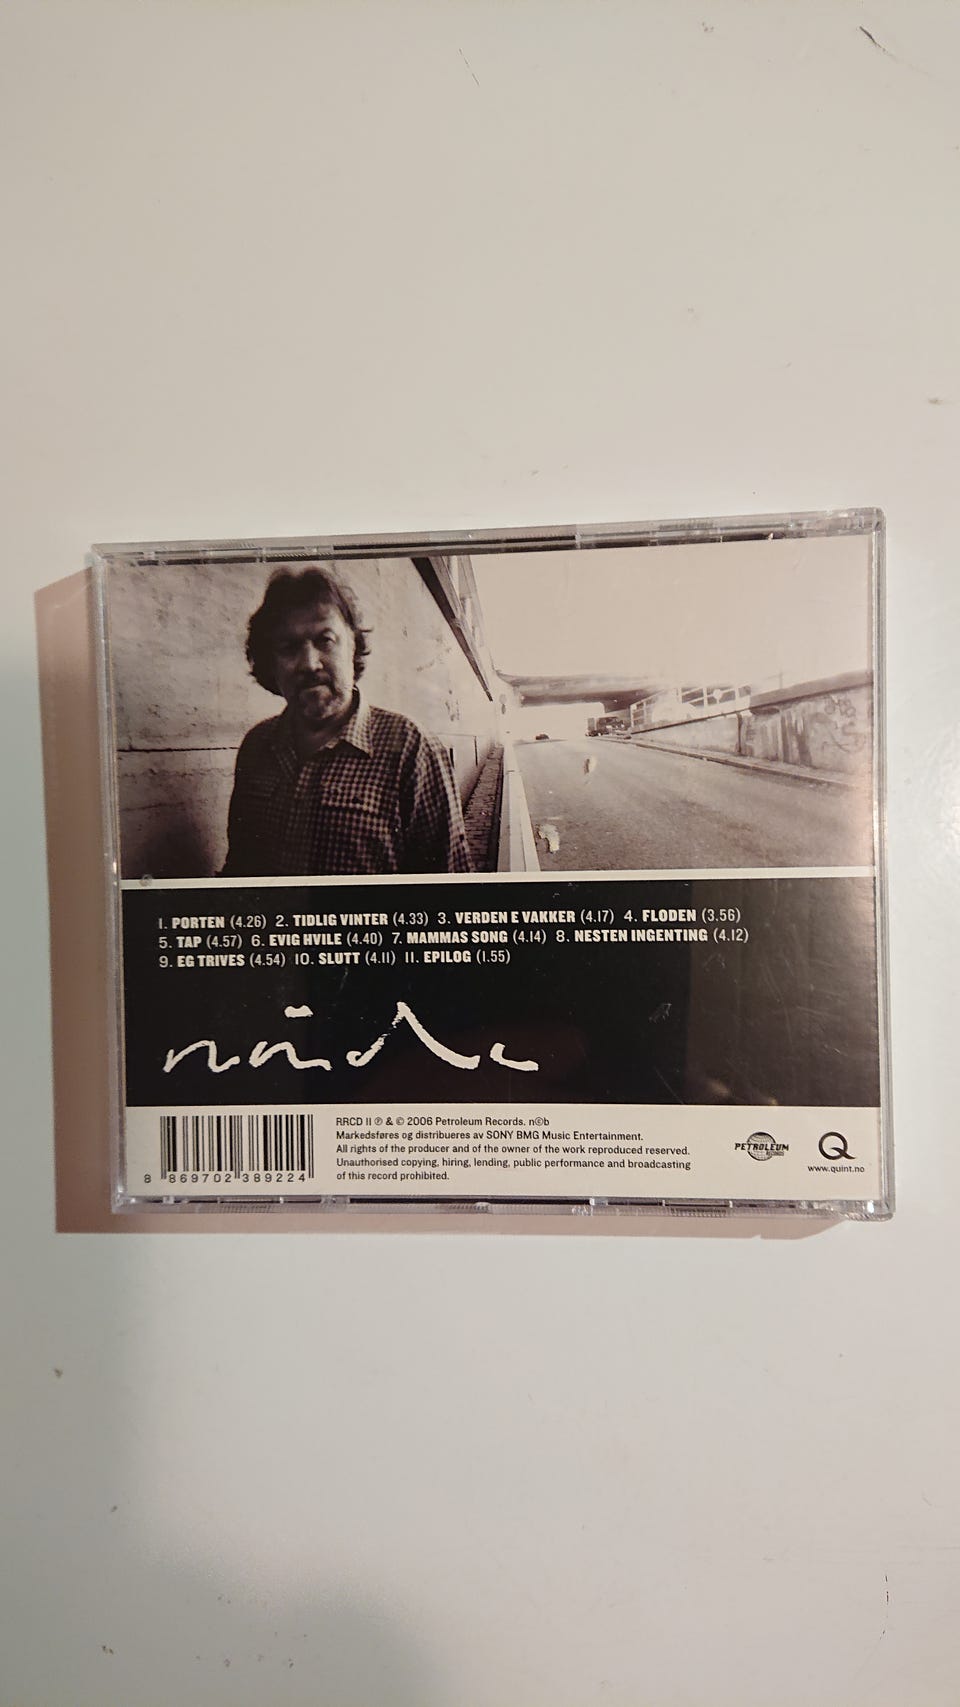 1. PORTEN (4.26) 2. TIDLIG VINTER (4.33) 3. VERDEN E VAKKER (4.17) 4. FLODEN (3.56)
5. TAP (4.57) 6. EVIG HVILE (4.40) 7. MAMMAS SONG (4.14) 8. NESTEN INGENTING (4.12)
9. EG TRIVES (4.54) 10. SLUTT (4.11) 11. EPILOG (1.55)
8 869702 389224
RRCD II ℗ & © 2006 Petroleum Records. n©b
Markedsføres og distribueres av SONY BMG Music Entertainment.
All rights of the producer and of the owner of the work reproduced reserved.
Unauthorised copying, hiring, lending, public performance and broadcasting
of this record prohibited.
PETROLEUM
RECORDS
Q
www.quint.no